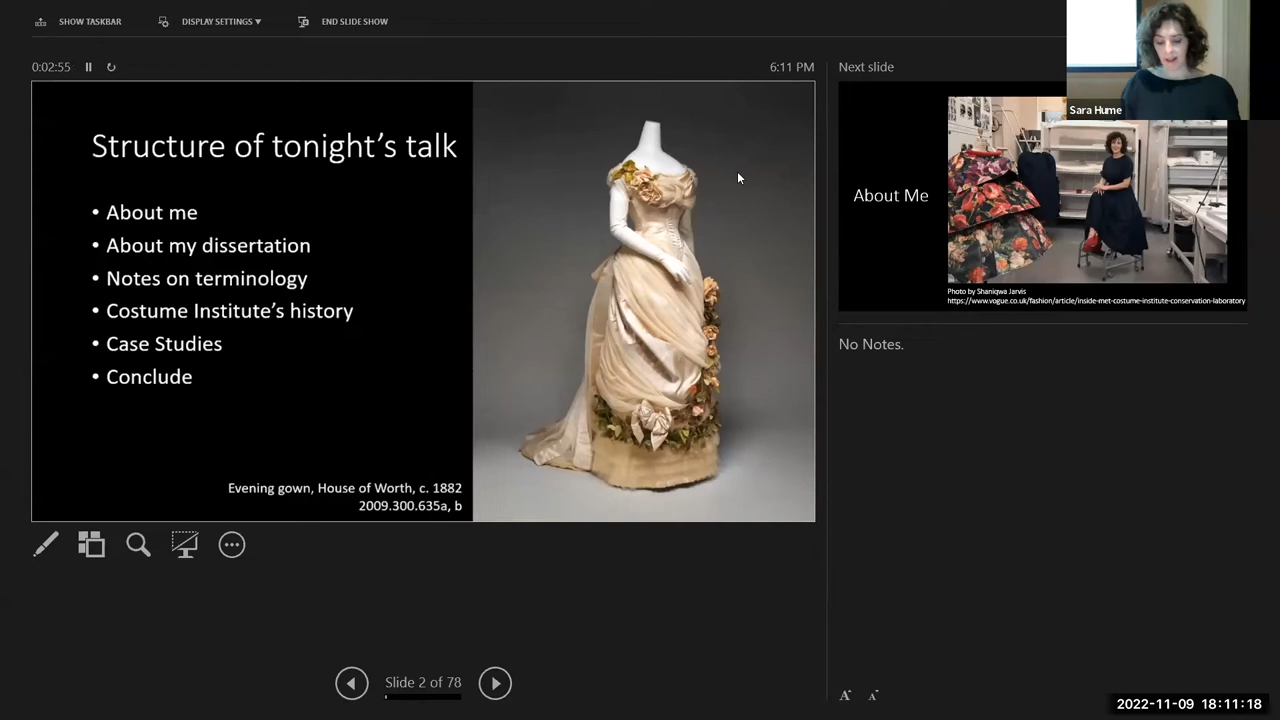 SHOW TASKBAR
DISPLAY SETTINGS
END SLIDE SHOW
0:02:55
6:11 PM
Next slide
Sara Hume
Structure of tonight's talk
• About me
• About my dissertation
• Notes on terminology
• Costume Institute's history
• Case Studies
• Conclude
Evening gown, House of Worth, c. 1882
2009.300.635a, b
About Me
Photo by Shaniqwa Jarvis
https://www.vogue.co.uk/fashion/article/inside-met-costume-institute-conservation-laboratory
No Notes.
Slide 2 of 78
A A
2022-11-09 18:11:18